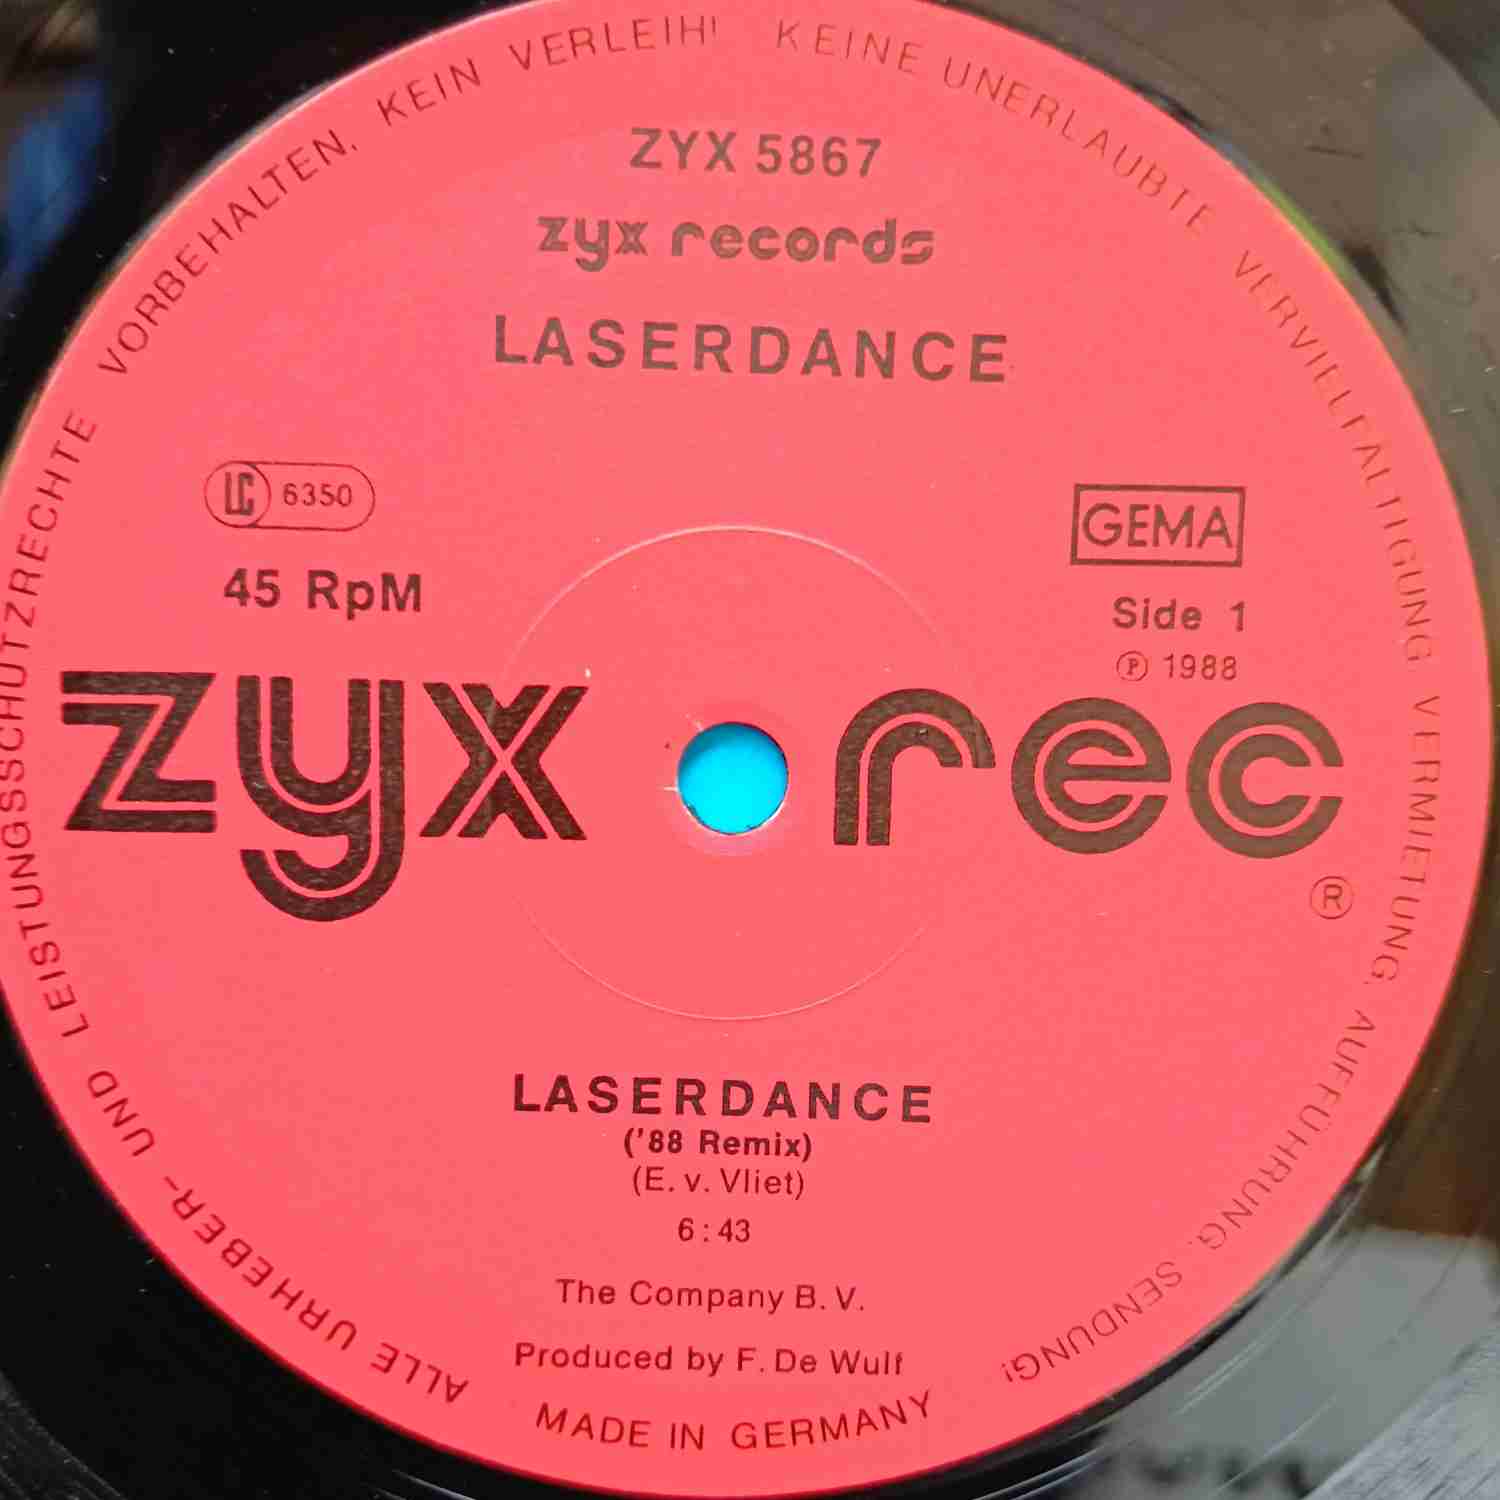 ALLE URHEBER- UND LEISTUNGSSCHUTZRECHTE VORBEHALTEN. KEIN VERLEIH! KEINE UNERLAUBTE VERVIELFÄLTIGUNG VERMIETUNG, AUFFÜHRUNG, SENDUNG!
ZYX 5867
zyx records
LASERDANCE
LC 6350
GEMA
45 RpM
Side 1
Ⓟ 1988
zyx rec
®
LASERDANCE
('88 Remix)
(E. v. Vliet)
6:43
The Company B. V.
Produced by F. De Wulf
MADE IN GERMANY